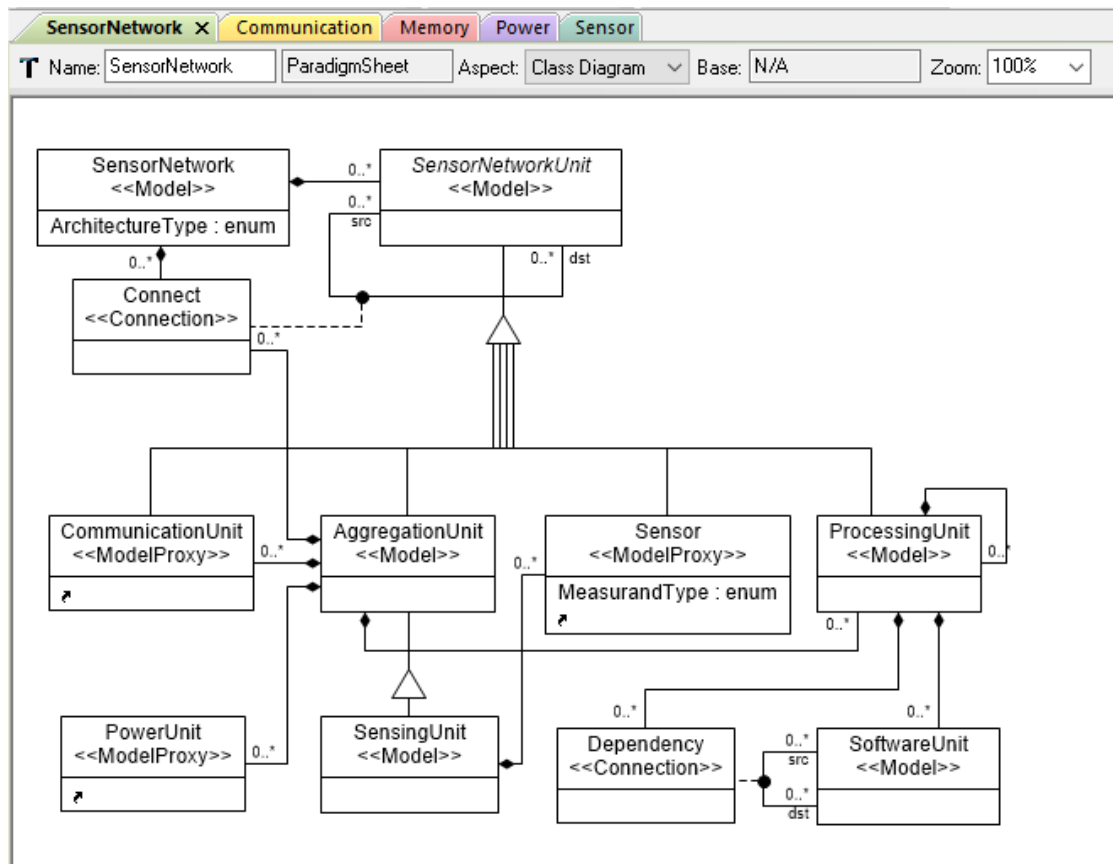 SensorNetwork X Communication Memory Power Sensor
Name: SensorNetwork ParadigmSheet Aspect: Class Diagram Base: N/A Zoom: 100%
SensorNetwork
<<Model>>
ArchitectureType : enum
0..*
SensorNetworkUnit
<<Model>>
0..*
src
0..*
dst
0..*
Connect
<<Connection>>
0..*
CommunicationUnit
<<ModelProxy>>
0..*
AggregationUnit
<<Model>>
0..*
Sensor
<<ModelProxy>>
MeasurandType : enum
ProcessingUnit
<<Model>>
0..*
0..*
PowerUnit
<<ModelProxy>>
0..*
SensingUnit
<<Model>>
0..*
Dependency
<<Connection>>
0..*
SoftwareUnit
<<Model>>
0..*
src
0..*
dst